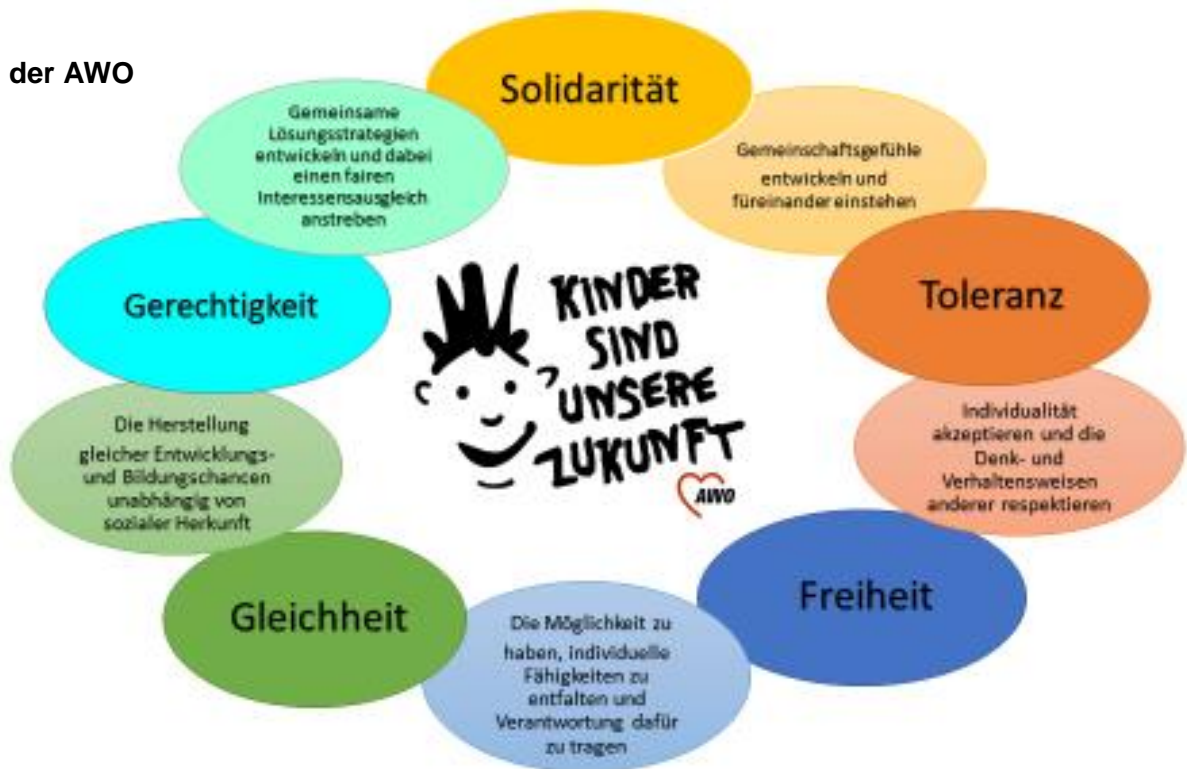 der AWO
Solidarität
Gemeinschaftsgefühle
entwickeln und
füreinander einstehen
Toleranz
Individualität
akzeptieren und die
Denk- und
Verhaltensweisen
anderer respektieren
Freiheit
Die Möglichkeit zu
haben, individuelle
Fähigkeiten zu
entfalten und
Verantwortung dafür
zu tragen
Gleichheit
Die Herstellung
gleicher Entwicklungs-
und Bildungschancen
unabhängig von
sozialer Herkunft
Gerechtigkeit
Gemeinsame
Lösungsstrategien
entwickeln und dabei
einen fairen
Interessensausgleich
anstreben
KINDER
SIND
UNSERE
ZUKUNFT
AWO